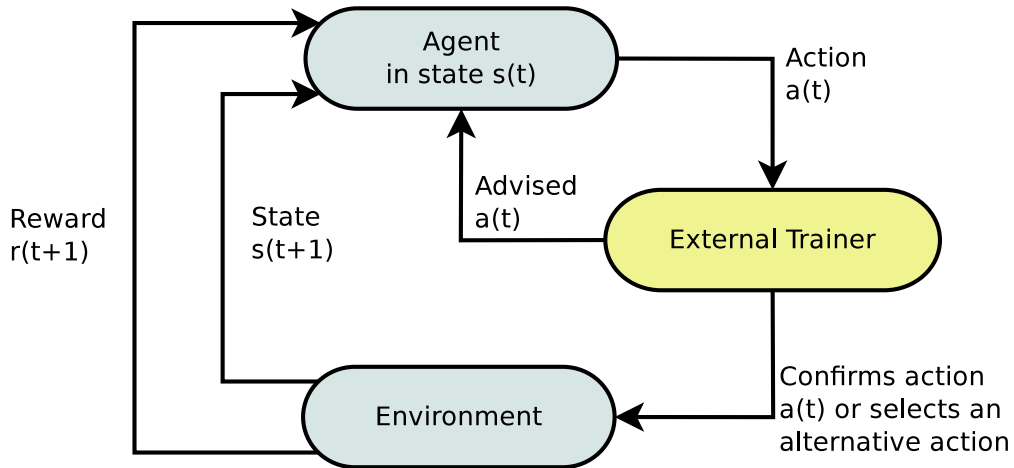 Agent
in state s(t)
Action
a(t)
Advised
a(t)
External Trainer
Reward
r(t+1)
State
s(t+1)
Environment
Confirms action
a(t) or selects an
alternative action